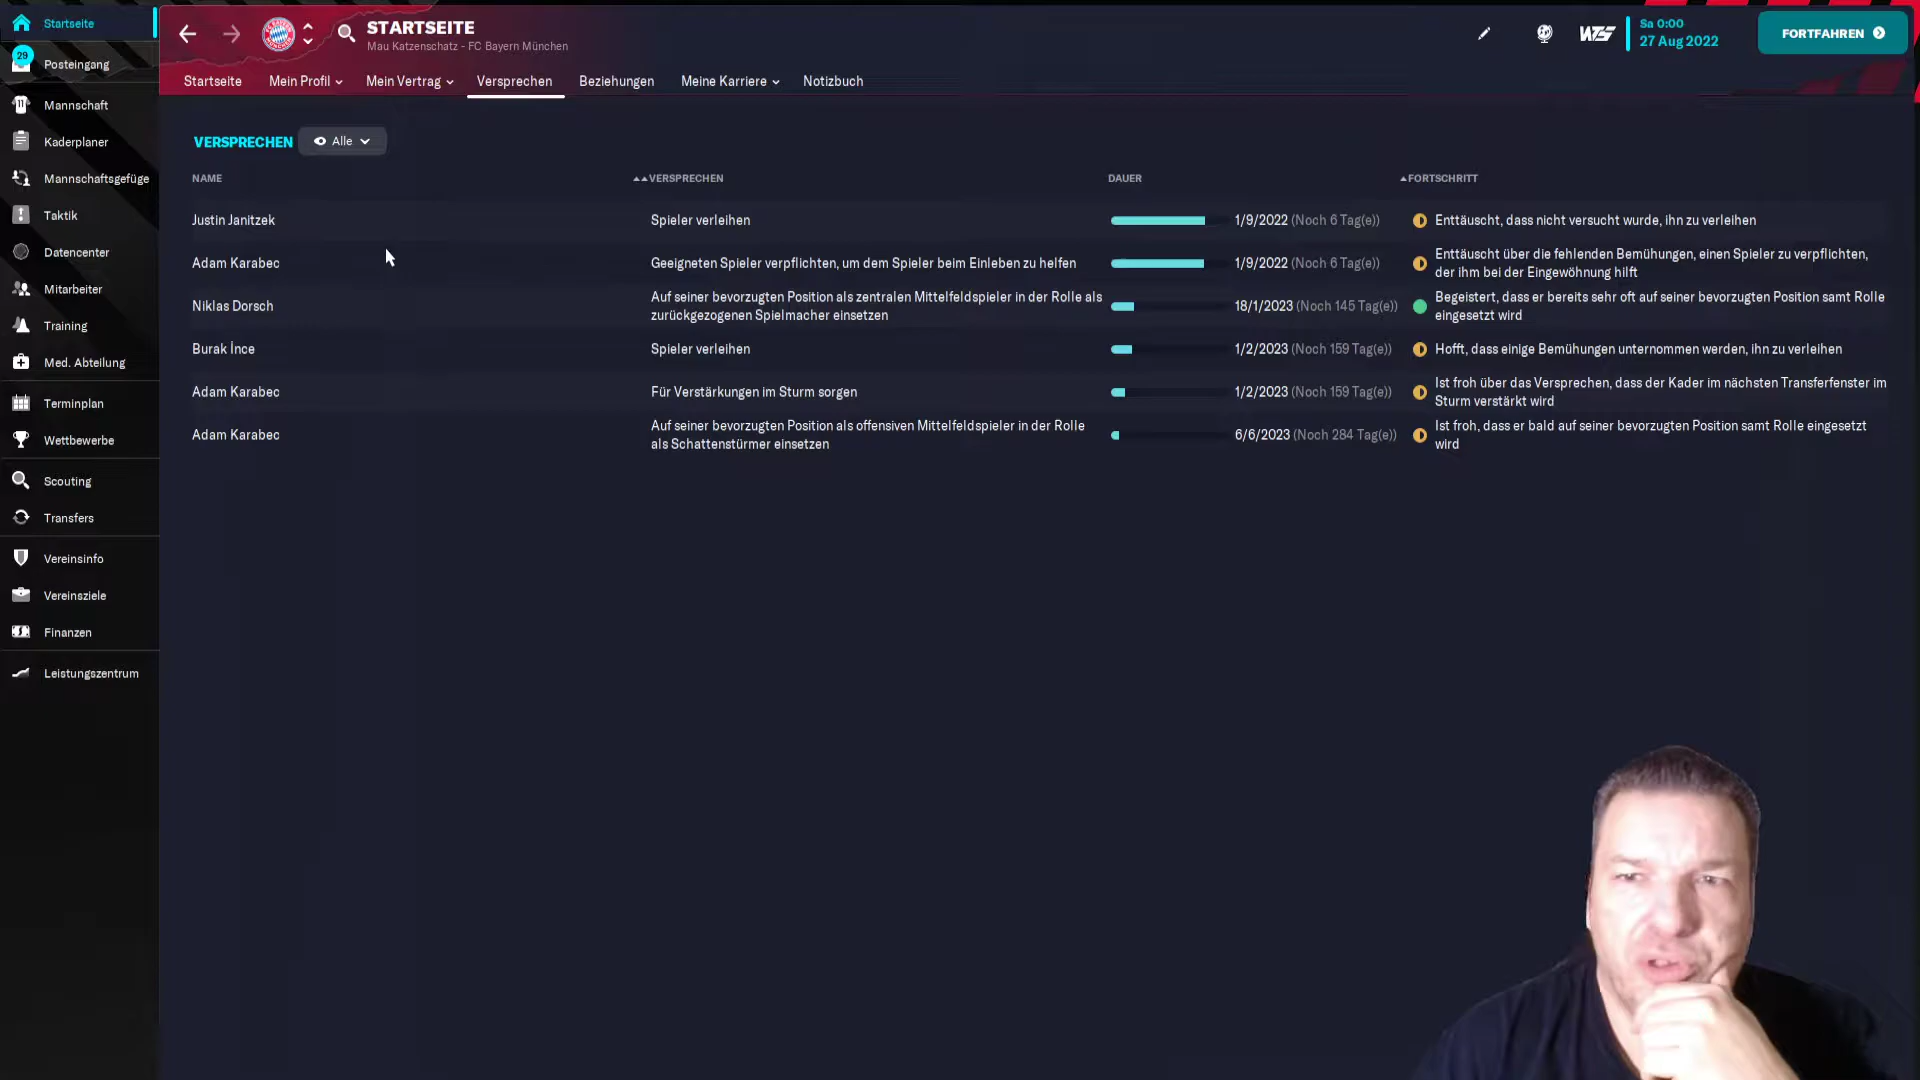 Startseite
29
Posteingang
Mannschaft
Kaderplaner
Mannschaftsgefüge
Taktik
Datencenter
Mitarbeiter
Training
Med. Abteilung
Terminplan
Wettbewerbe
Scouting
Transfers
Vereinsinfo
Vereinsziele
Finanzen
Leistungszentrum
STARTSEITE
Mau Katzenschatz - FC Bayern München
Sa 0:00
27 Aug 2022
FORTFAHREN
Startseite Mein Profil Mein Vertrag Versprechen Beziehungen Meine Karriere Notizbuch
VERSPRECHEN Alle
NAME VERSPRECHEN DAUER FORTSCHRITT
Justin Janitzek Spieler verleihen 1/9/2022 (Noch 6 Tag(e)) Enttäuscht, dass nicht versucht wurde, ihn zu verleihen
Adam Karabec Geeigneten Spieler verpflichten, um dem Spieler beim Einleben zu helfen 1/9/2022 (Noch 6 Tag(e)) Enttäuscht über die fehlenden Bemühungen, einen Spieler zu verpflichten,
der ihm bei der Eingewöhnung hilft
Niklas Dorsch Auf seiner bevorzugten Position als zentralen Mittelfeldspieler in der Rolle als
zurückgezogenen Spielmacher einsetzen 18/1/2023 (Noch 145 Tag(e)) Begeistert, dass er bereits sehr oft auf seiner bevorzugten Position samt Rolle
eingesetzt wird
Burak İnce Spieler verleihen 1/2/2023 (Noch 159 Tag(e)) Hofft, dass einige Bemühungen unternommen werden, ihn zu verleihen
Adam Karabec Für Verstärkungen im Sturm sorgen 1/2/2023 (Noch 159 Tag(e)) Ist froh über das Versprechen, dass der Kader im nächsten Transferfenster im
Sturm verstärkt wird
Adam Karabec Auf seiner bevorzugten Position als offensiven Mittelfeldspieler in der Rolle
als Schattenstürmer einsetzen 6/6/2023 (Noch 284 Tag(e)) Ist froh, dass er bald auf seiner bevorzugten Position samt Rolle eingesetzt
wird